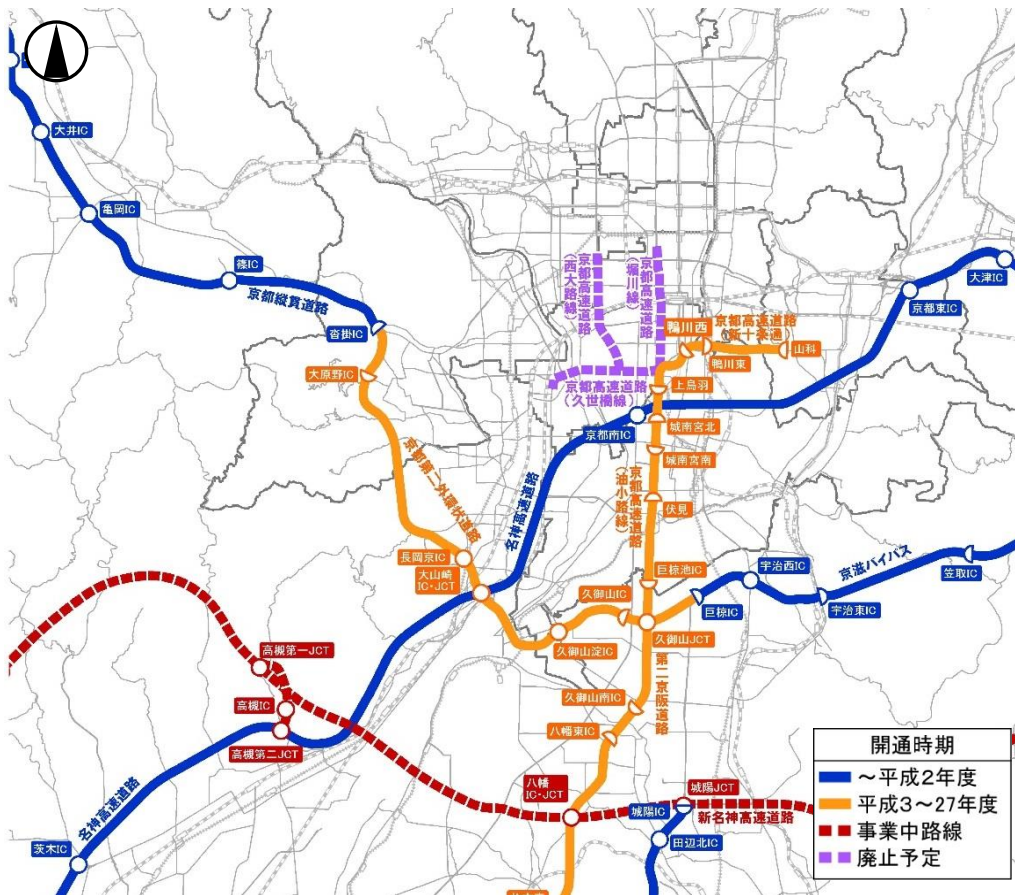 大井IC
亀岡IC
篠IC
京都縦貫道路
沓掛IC
大原野IC
京都第二外環状道路
長岡京IC
大山崎
IC・JCT
京都高速道路
(西大路線)
京都高速道路
(堀川線)
京都高速道路
(久世橋線)
鴨川西
京都高速道路
(新十条通)
鴨川東
山科
上鳥羽
大津IC
京都東IC
京都南IC
城南宮北
城南宮南
京都高速道路
(油小路線)
伏見
名神高速道路
巨椋池IC
久御山IC
久御山淀IC
久御山JCT
巨椋IC
宇治西IC
宇治東IC
京滋バイパス
笠取IC
第二京阪道路
久御山南IC
八幡東IC
高槻第一JCT
高槻IC
高槻第二JCT
名神高速道路
茨木IC
八幡
IC・JCT
城陽JCT
城陽IC
新名神高速道路
田辺北IC
開通時期
～平成2年度
平成3～27年度
事業中路線
廃止予定